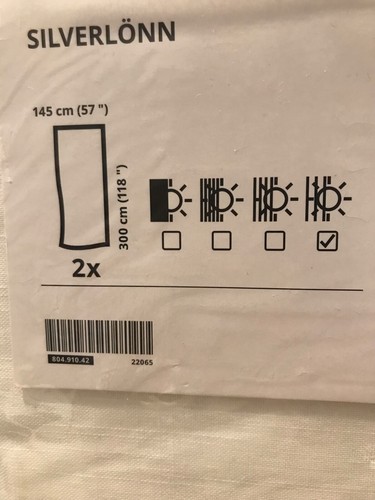 SILVERLÖNN
145 cm (57 ")
300 cm (118 ")
2x
804.910.42
22065